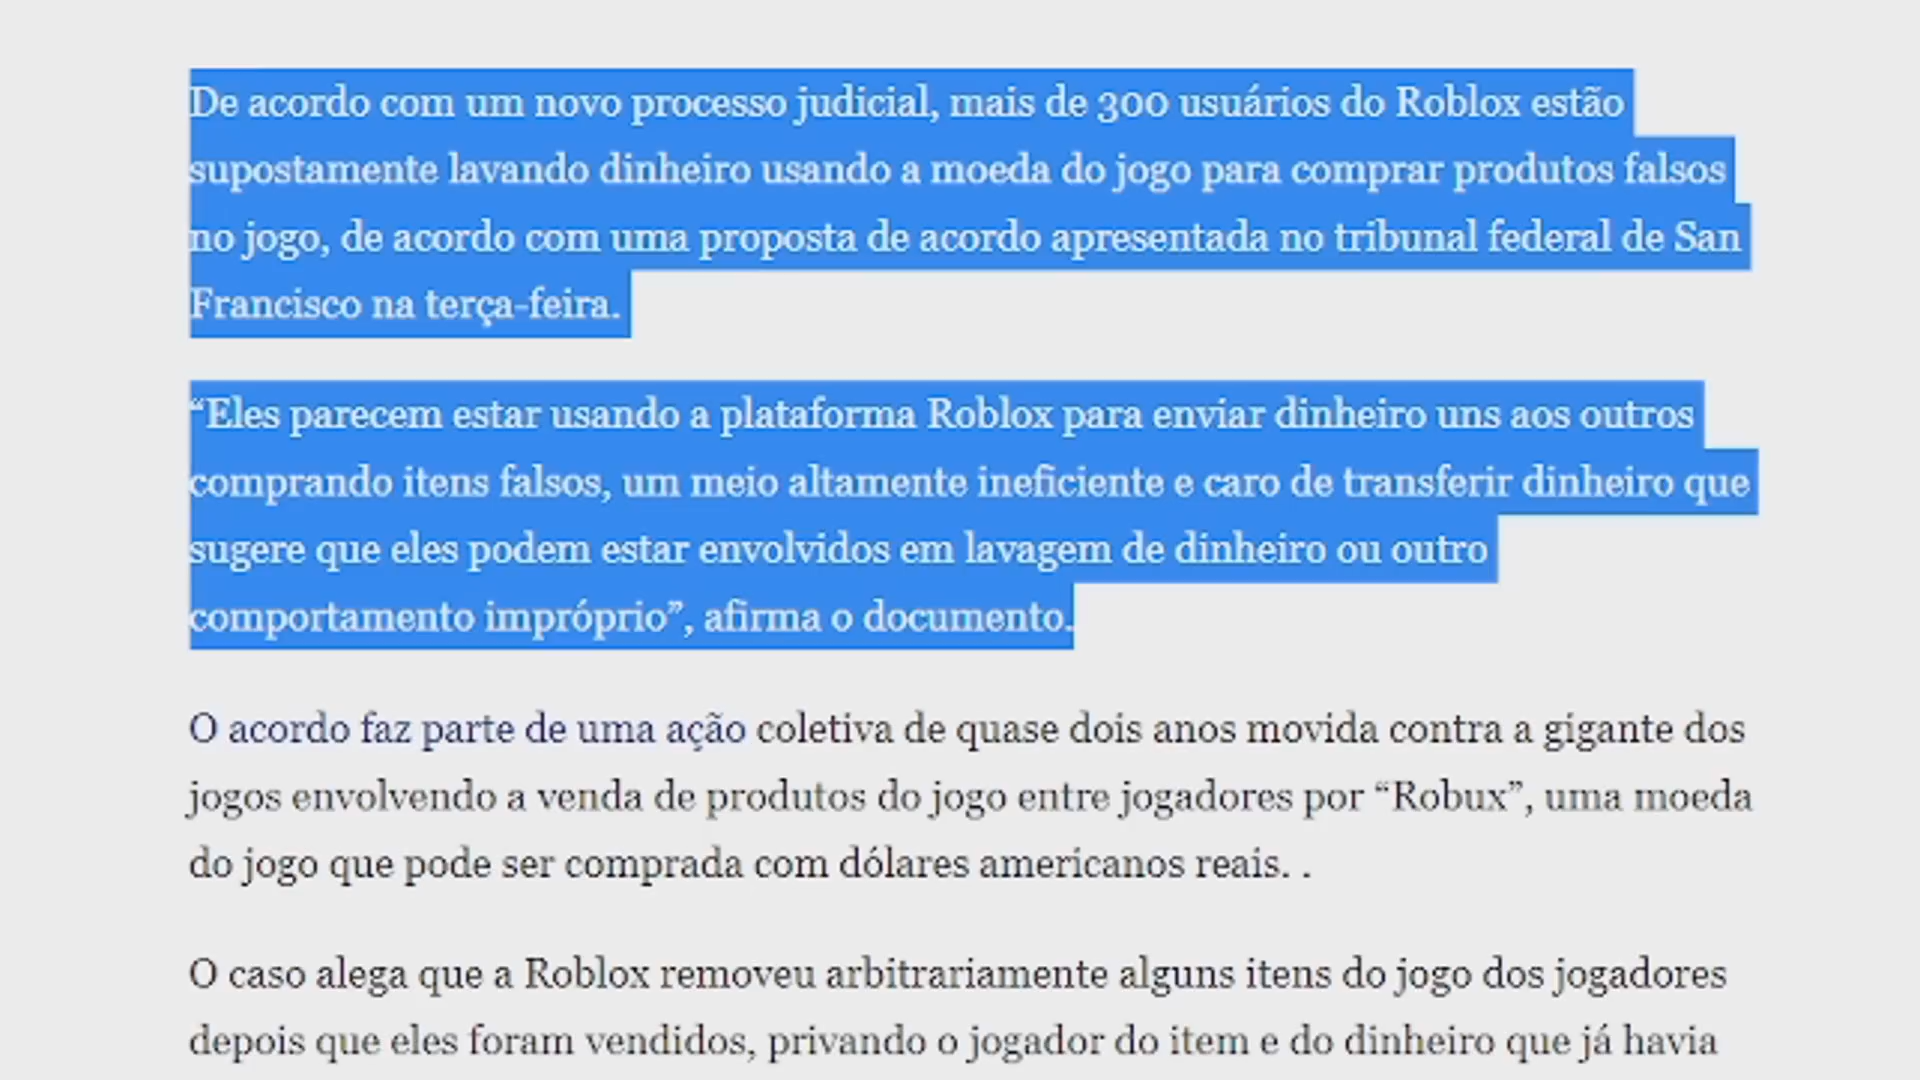 De acordo com um novo processo judicial, mais de 300 usuários do Roblox estão
supostamente lavando dinheiro usando a moeda do jogo para comprar produtos falsos
no jogo, de acordo com uma proposta de acordo apresentada no tribunal federal de San
Francisco na terça-feira.
“Eles parecem estar usando a plataforma Roblox para enviar dinheiro uns aos outros
comprando itens falsos, um meio altamente ineficiente e caro de transferir dinheiro que
sugere que eles podem estar envolvidos em lavagem de dinheiro ou outro
comportamento impróprio”, afirma o documento.
O acordo faz parte de uma ação coletiva de quase dois anos movida contra a gigante dos
jogos envolvendo a venda de produtos do jogo entre jogadores por “Robux”, uma moeda
do jogo que pode ser comprada com dólares americanos reais. .
O caso alega que a Roblox removeu arbitrariamente alguns itens do jogo dos jogadores
depois que eles foram vendidos, privando o jogador do item e do dinheiro que já havia